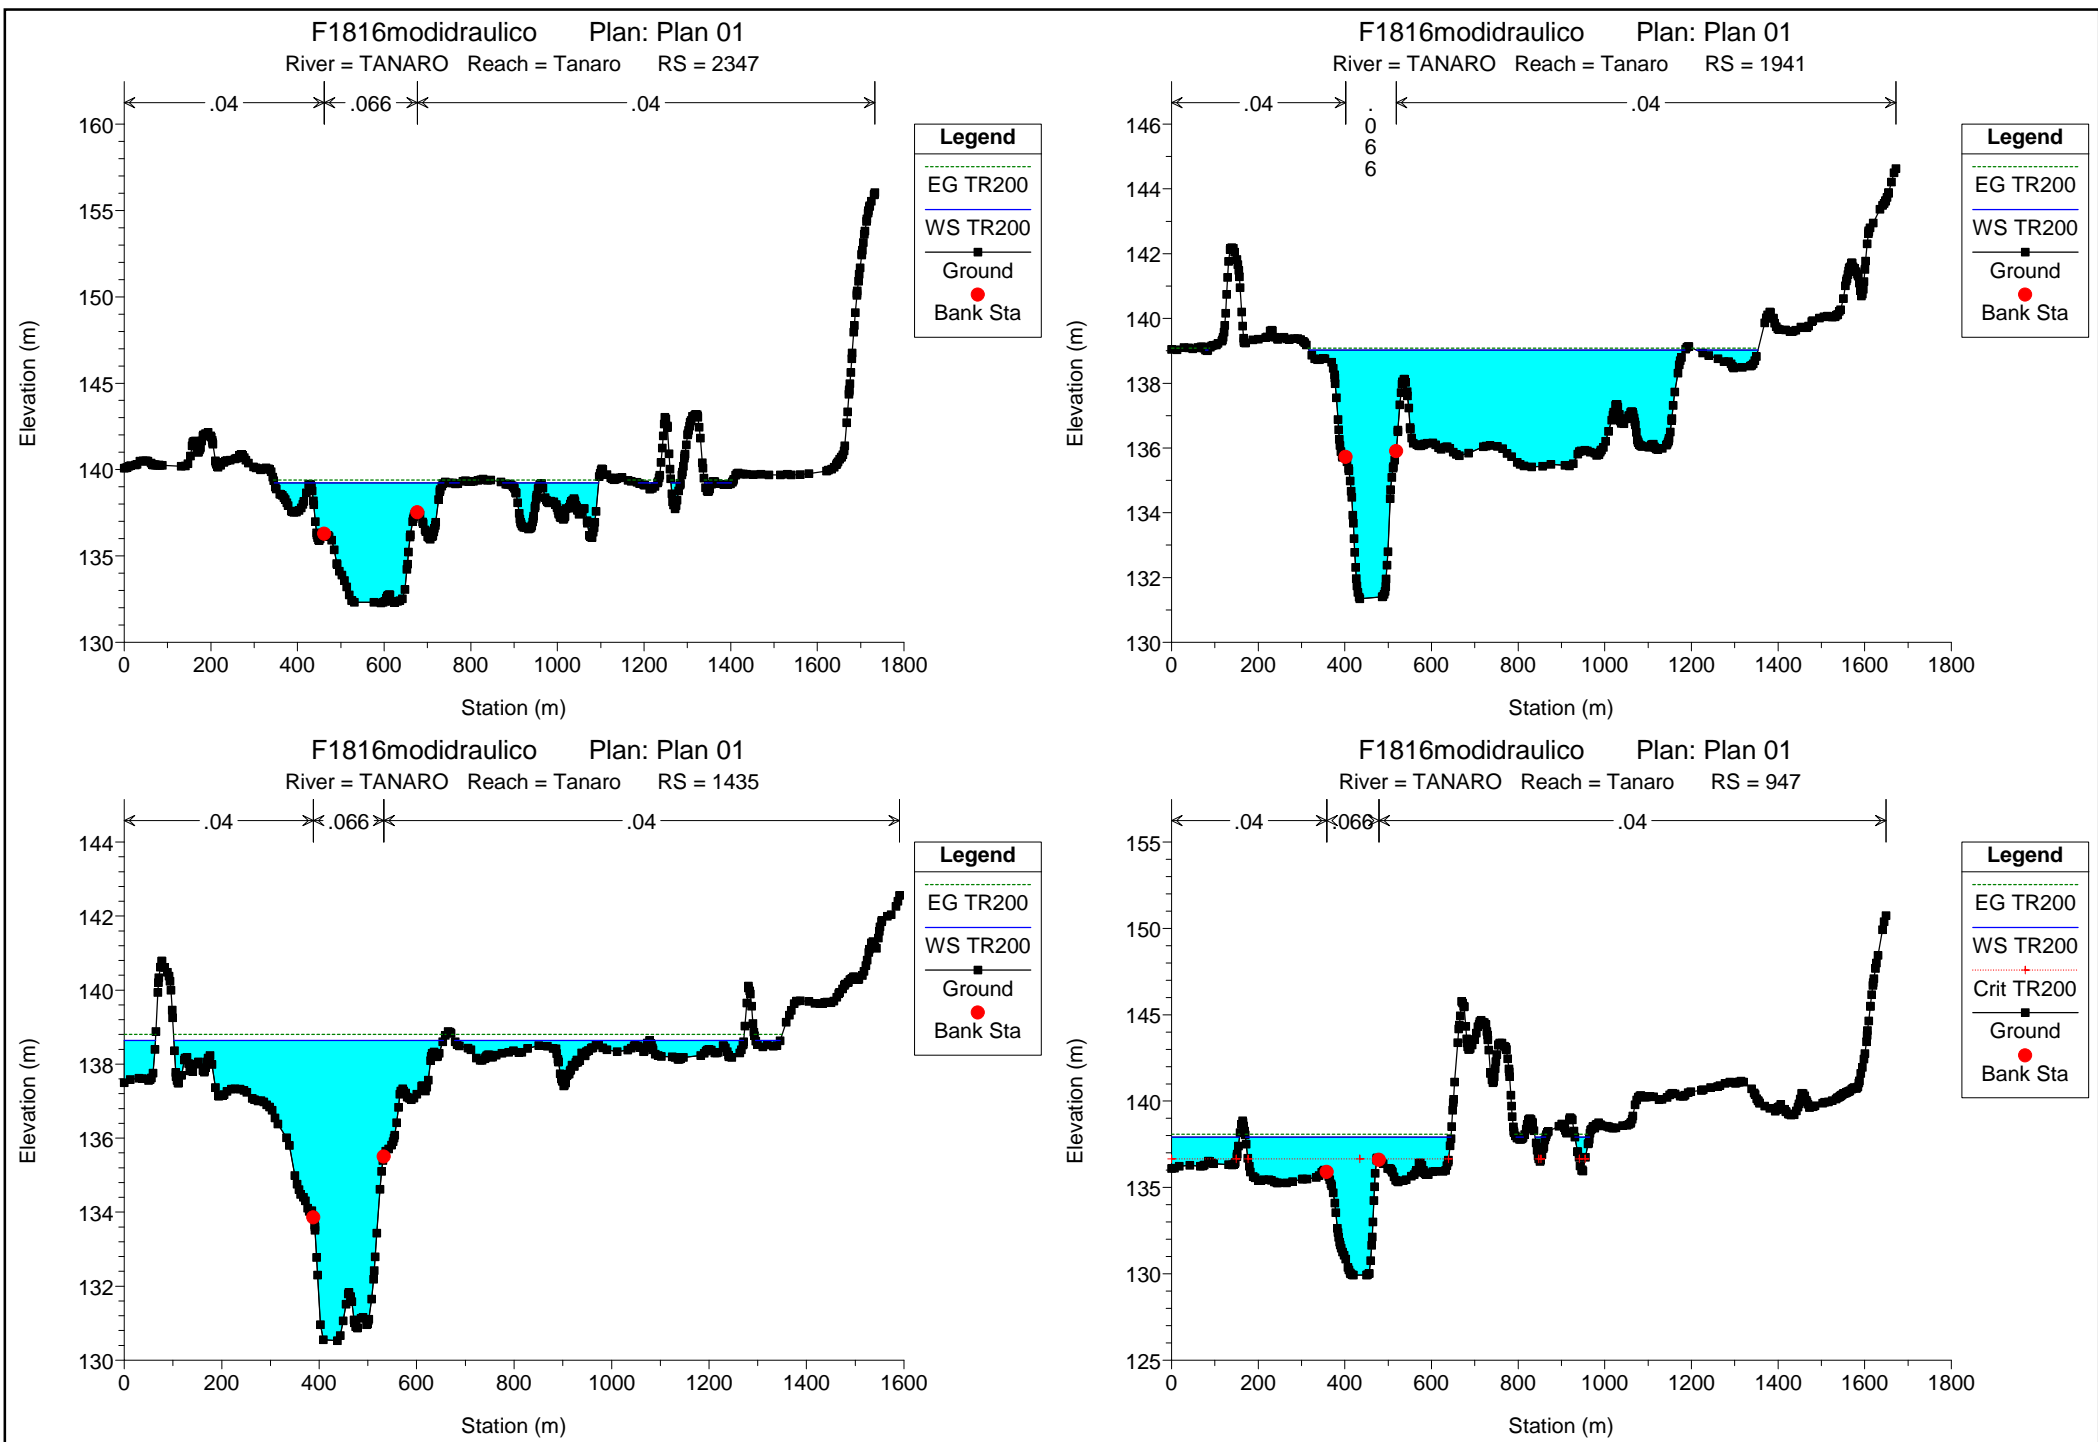 F1816modidraulico Plan: Plan 01
River = TANARO Reach = Tanaro RS = 2347
.04 .066 .04
160
155
150
145
140
135
130
Elevation (m)
0 200 400 600 800 1000 1200 1400 1600 1800
Station (m)
Legend
EG TR200
WS TR200
Ground
Bank Sta
F1816modidraulico Plan: Plan 01
River = TANARO Reach = Tanaro RS = 1941
.04 .066 .04
146
144
142
140
138
136
134
132
130
Elevation (m)
0 200 400 600 800 1000 1200 1400 1600 1800
Station (m)
Legend
EG TR200
WS TR200
Ground
Bank Sta
F1816modidraulico Plan: Plan 01
River = TANARO Reach = Tanaro RS = 1435
.04 .066 .04
144
142
140
138
136
134
132
130
Elevation (m)
0 200 400 600 800 1000 1200 1400 1600
Station (m)
Legend
EG TR200
WS TR200
Ground
Bank Sta
F1816modidraulico Plan: Plan 01
River = TANARO Reach = Tanaro RS = 947
.04 .066 .04
155
150
145
140
135
130
125
Elevation (m)
0 200 400 600 800 1000 1200 1400 1600 1800
Station (m)
Legend
EG TR200
WS TR200
Crit TR200
Ground
Bank Sta